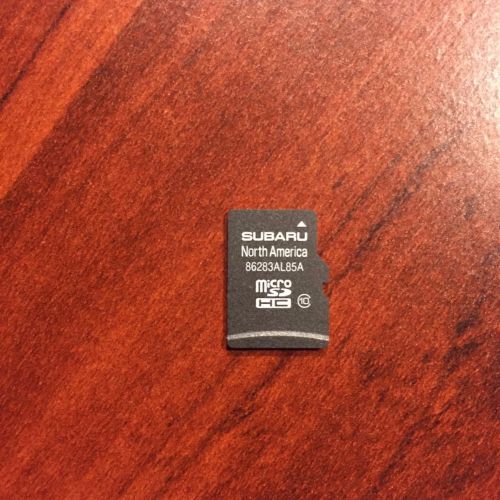 SUBARU
North America
86283AL85A
micro
SD
HC 10